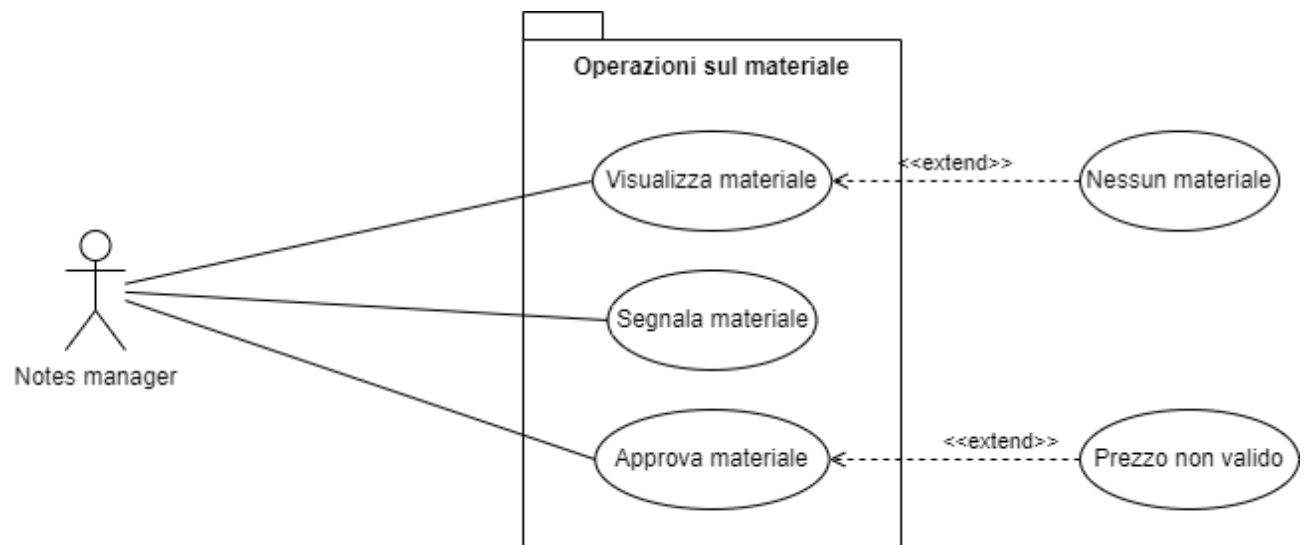 Operazioni sul materiale
Visualizza materiale
<<extend>>
Nessun materiale
Segnala materiale
Notes manager
Approva materiale
<<extend>>
Prezzo non valido